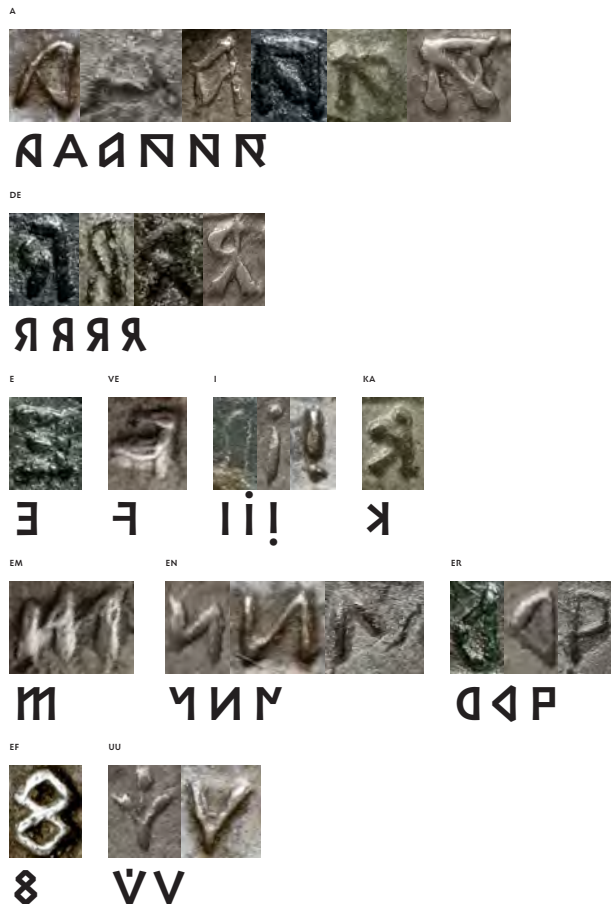 A
𐌀 𐌀 𐌀 𐌀 𐌀 𐌀
DE
𐌃 𐌃 𐌃 𐌃
E VE I KA
𐌄 𐌅 𐌉 𐌝 𐌝 𐌊
EM EN ER
𐌌 𐌍 𐌍 𐌍 𐌓 𐌓 𐌓
EF UU
𐌚 𐌞 𐌖